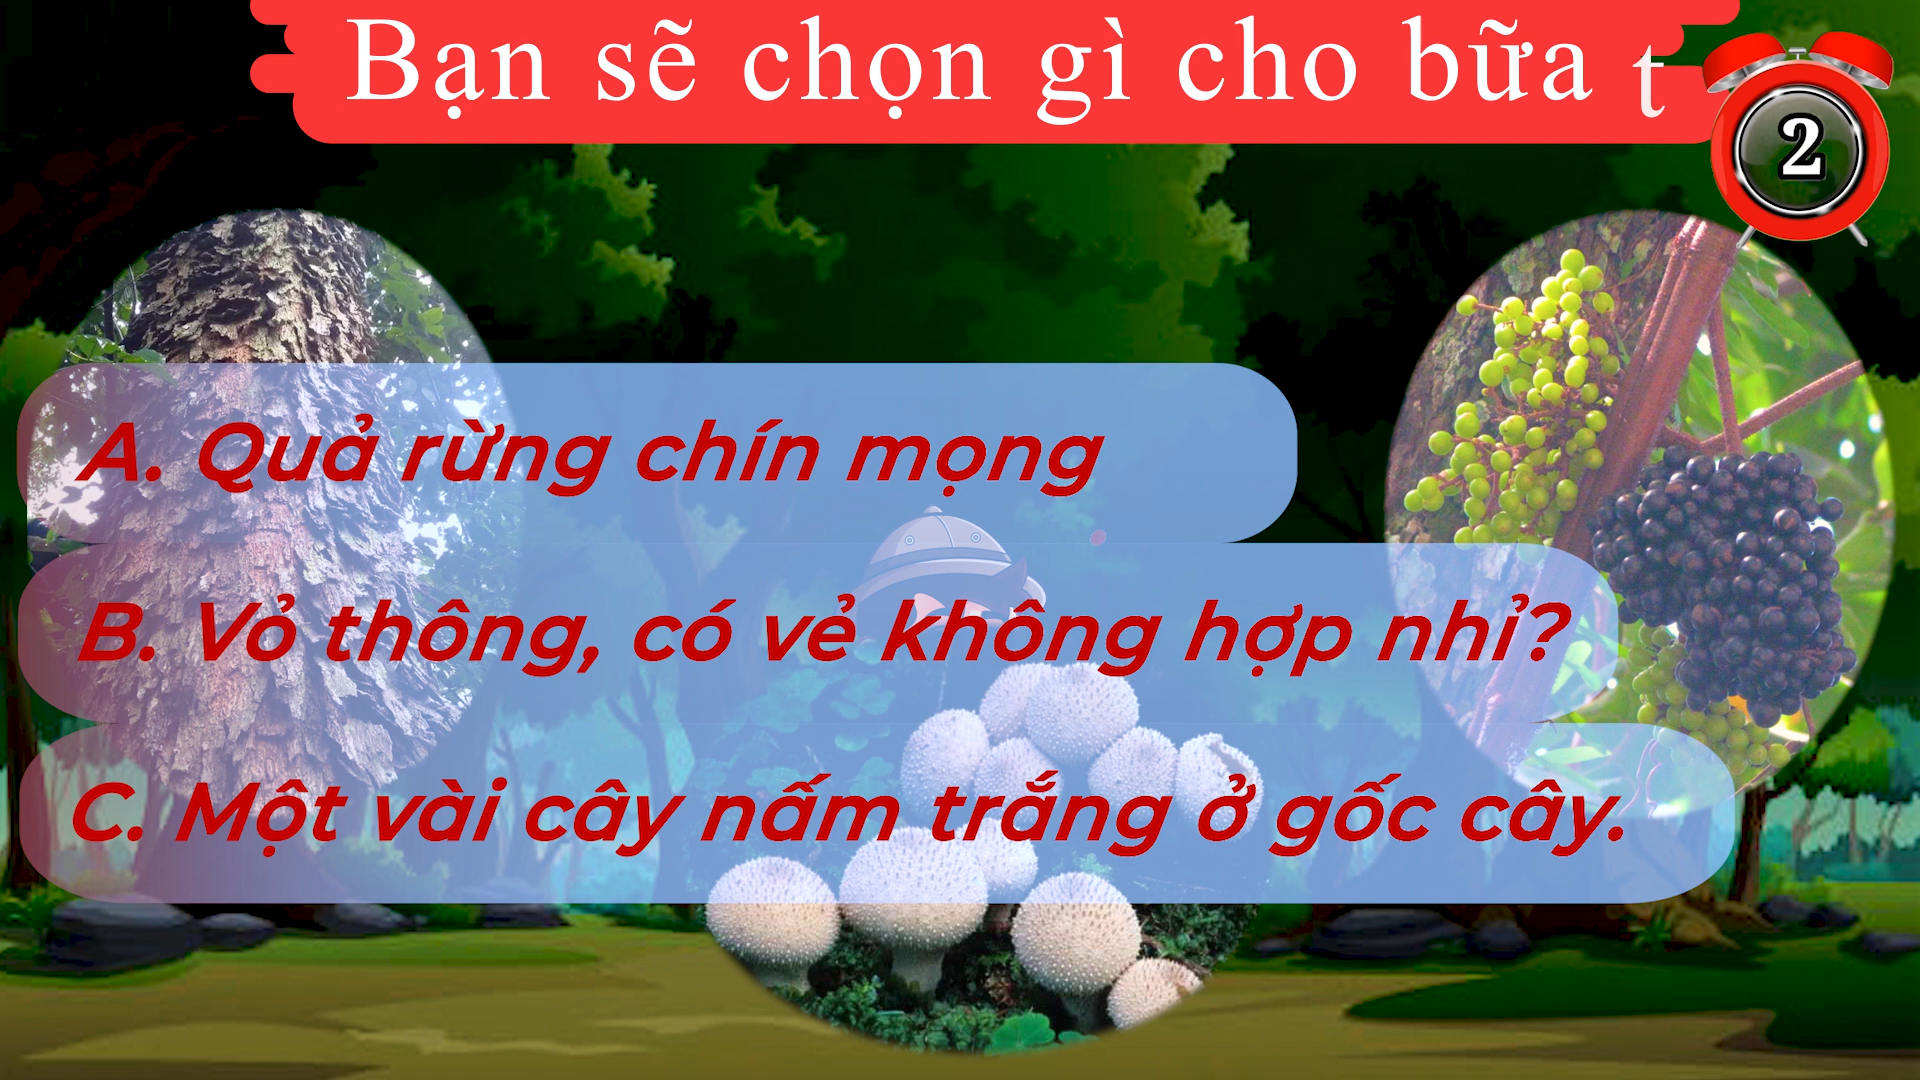 Bạn sẽ chọn gì cho bữa t
2
A. Quả rừng chín mọng
B. Vỏ thông, có vẻ không hợp nhỉ?
C. Một vài cây nấm trắng ở gốc cây.